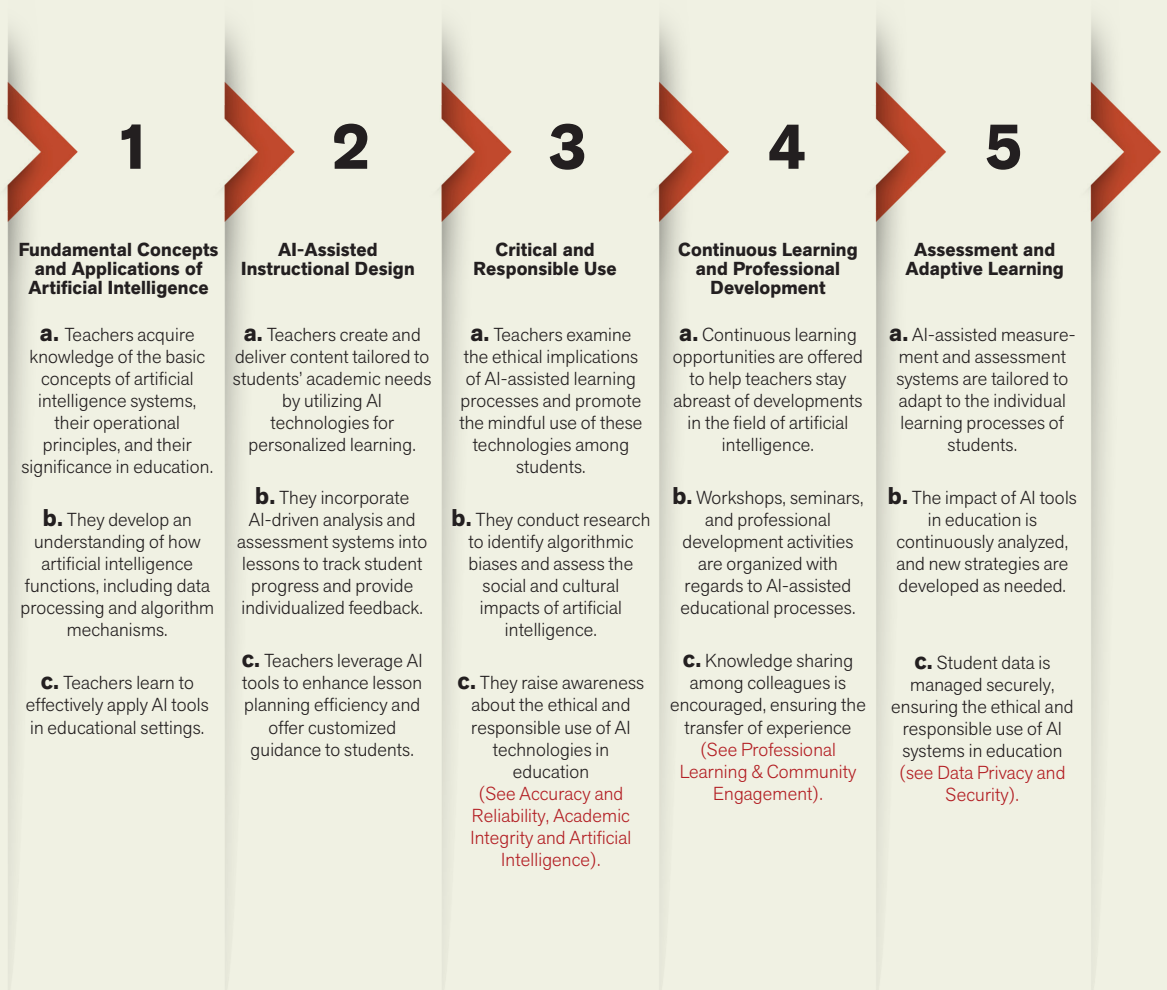 1
Fundamental Concepts
and Applications of
Artificial Intelligence
a. Teachers acquire
knowledge of the basic
concepts of artificial
intelligence systems,
their operational
principles, and their
significance in education.
b. They develop an
understanding of how
artificial intelligence
functions, including data
processing and algorithm
mechanisms.
c. Teachers learn to
effectively apply AI tools
in educational settings.
2
AI-Assisted
Instructional Design
a. Teachers create and
deliver content tailored to
students’ academic needs
by utilizing AI
technologies for
personalized learning.
b. They incorporate
AI-driven analysis and
assessment systems into
lessons to track student
progress and provide
individualized feedback.
c. Teachers leverage AI
tools to enhance lesson
planning efficiency and
offer customized
guidance to students.
3
Critical and
Responsible Use
a. Teachers examine
the ethical implications
of AI-assisted learning
processes and promote
the mindful use of these
technologies among
students.
b. They conduct research
to identify algorithmic
biases and assess the
social and cultural
impacts of artificial
intelligence.
c. They raise awareness
about the ethical and
responsible use of AI
technologies in
education
(See Accuracy and
Reliability, Academic
Integrity and Artificial
Intelligence).
4
Continuous Learning
and Professional
Development
a. Continuous learning
opportunities are offered
to help teachers stay
abreast of developments
in the field of artificial
intelligence.
b. Workshops, seminars,
and professional
development activities
are organized with
regards to AI-assisted
educational processes.
c. Knowledge sharing
among colleagues is
encouraged, ensuring the
transfer of experience
(See Professional
Learning & Community
Engagement).
5
Assessment and
Adaptive Learning
a. AI-assisted measure-
ment and assessment
systems are tailored to
adapt to the individual
learning processes of
students.
b. The impact of AI tools
in education is
continuously analyzed,
and new strategies are
developed as needed.
c. Student data is
managed securely,
ensuring the ethical and
responsible use of AI
systems in education
(see Data Privacy and
Security).